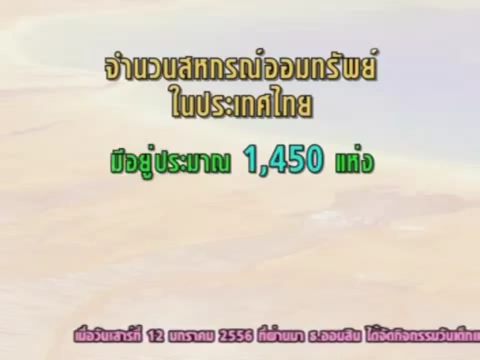 จำนวนสหกรณ์ออมทรัพย์
ในประเทศไทย
มีอยู่ประมาณ 1,450 แห่ง
เมื่อวันเสาร์ที่ 12 มกราคม 2556 ที่ผ่านมา ธ.ออมสิน ได้จัดกิจกรรมวันเด็กแ